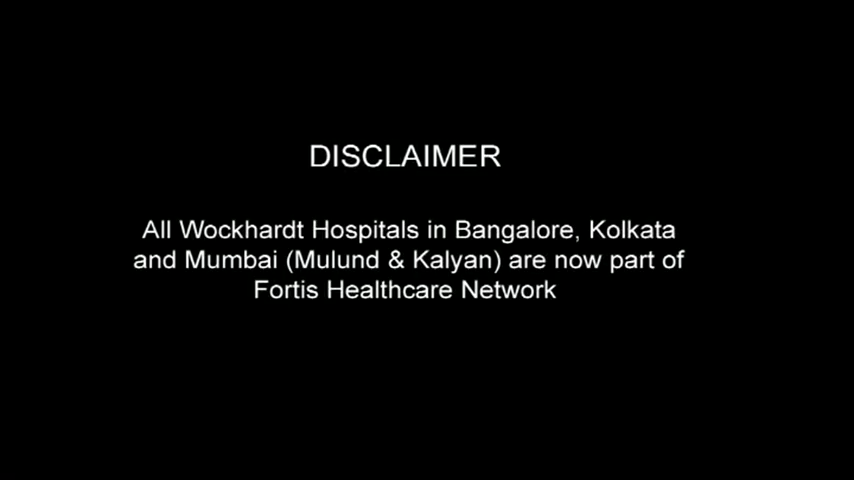 DISCLAIMER
All Wockhardt Hospitals in Bangalore, Kolkata
and Mumbai (Mulund & Kalyan) are now part of
Fortis Healthcare Network